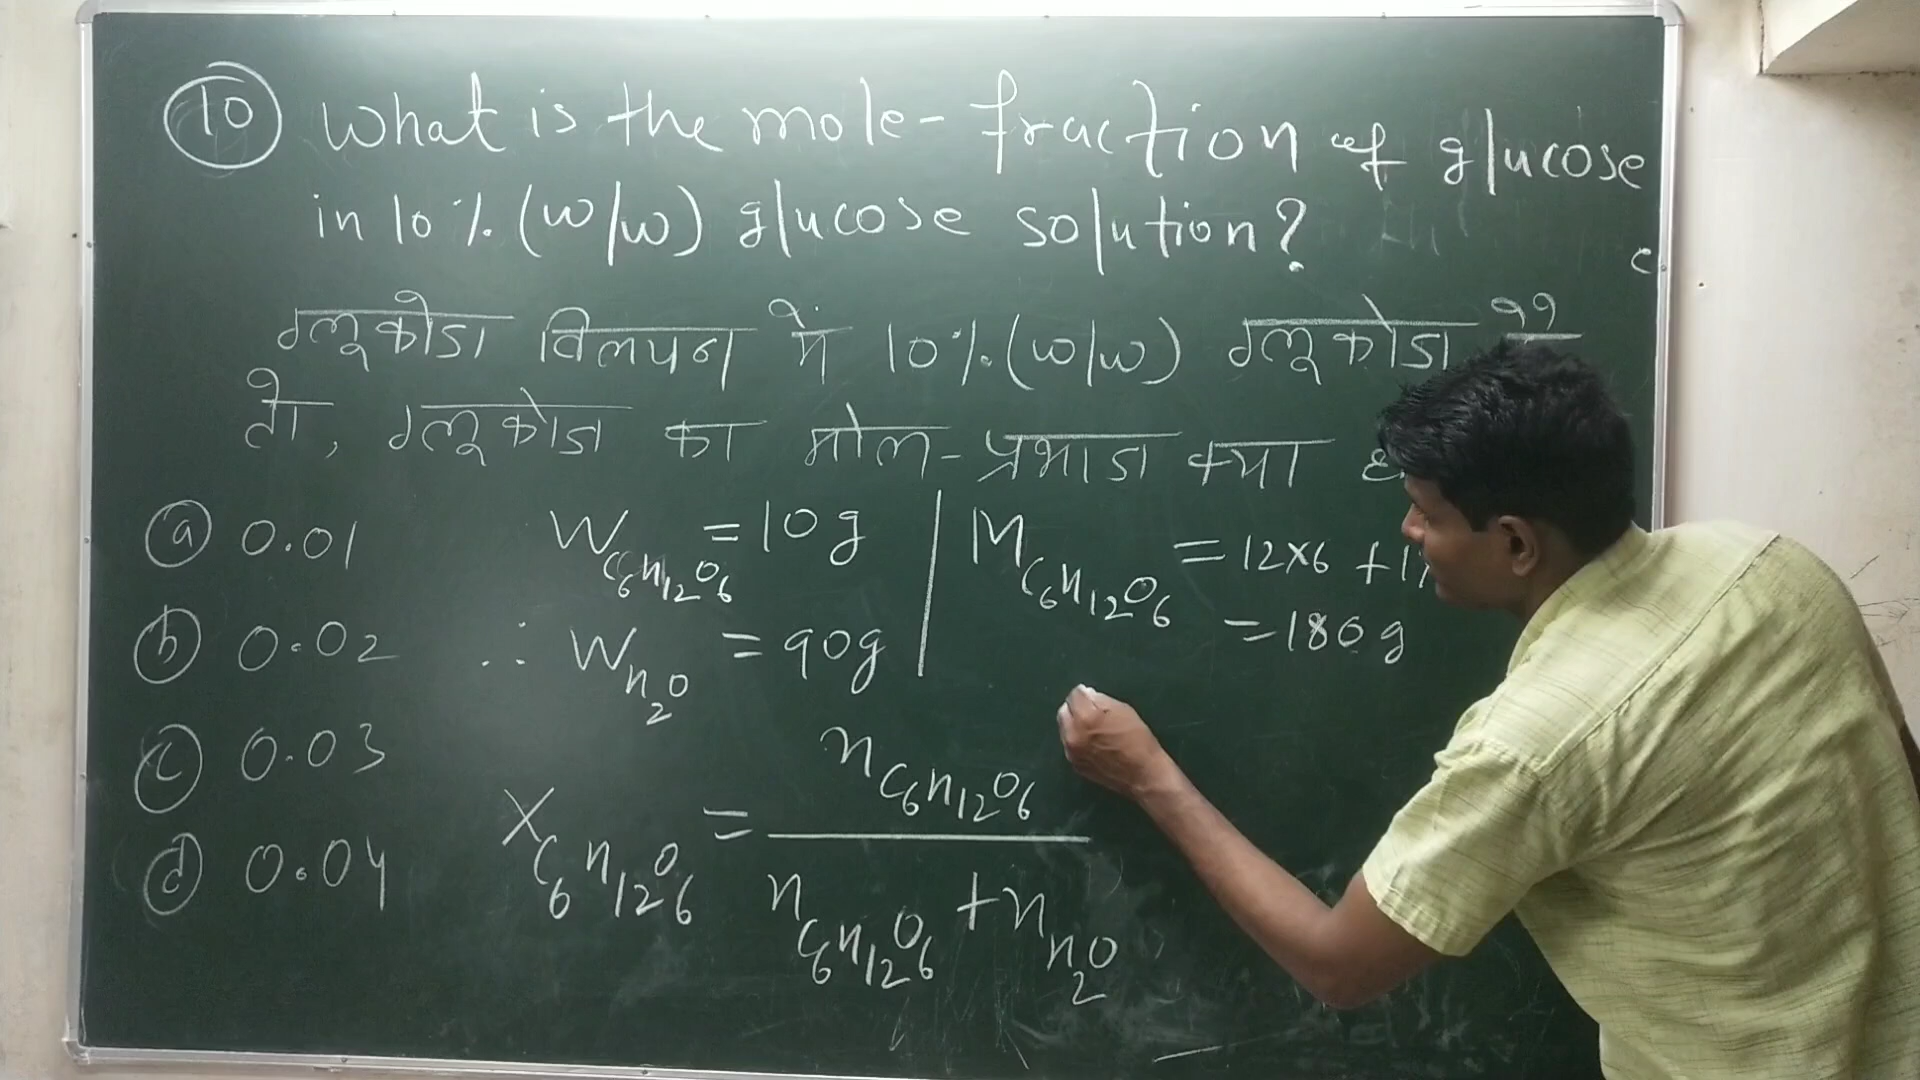 10 What is the mole-fraction of glucose
in 10% (w/w) glucose solution?
ग्लूकोज विलयन में 10% (w/w) ग्लूकोज
तो, ग्लूकोज का मोल-प्रभाज क्या
a 0.01
b 0.02
c 0.03
d 0.04
W C6H12O6 = 10g
∴ W H2O = 90g
M C6H12O6 = 12×6 + 1
= 180g
X C6H12O6 = n C6H12O6
n C6H12O6 + n H2O